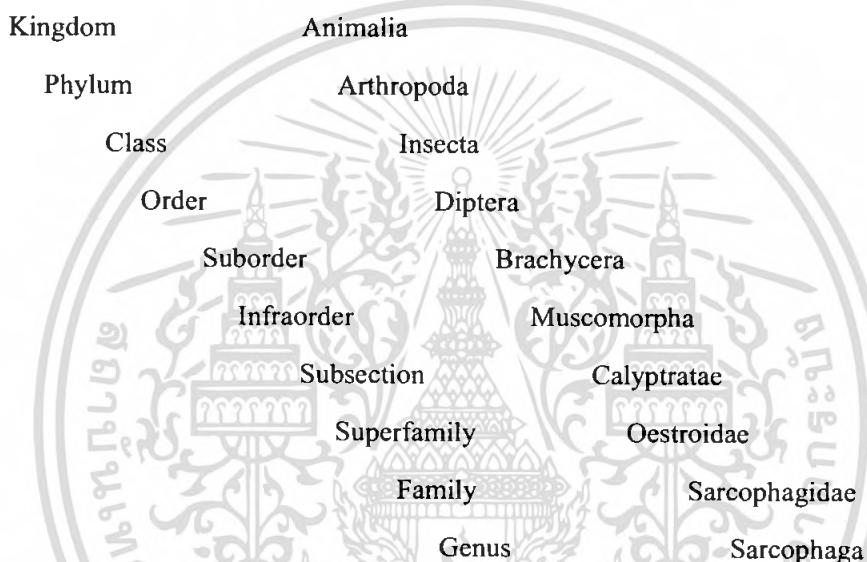 Kingdom Animalia
Phylum Arthropoda
Class Insecta
Order Diptera
Suborder Brachycera
Infraorder Muscomorpha
Subsection Calyptratae
Superfamily Oestroidae
Family Sarcophagidae
Genus Sarcophaga